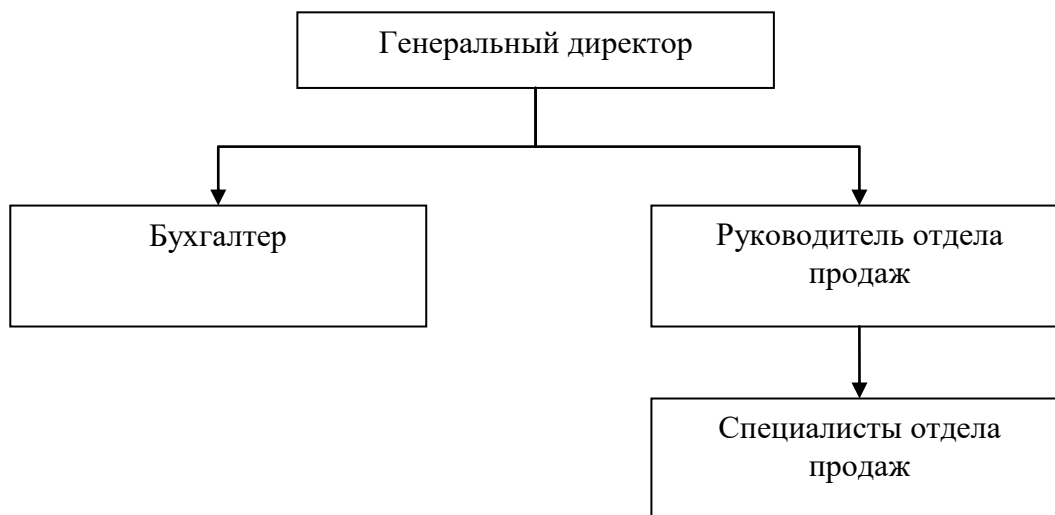 Генеральный директор
Бухгалтер
Руководитель отдела
продаж
Специалисты отдела
продаж